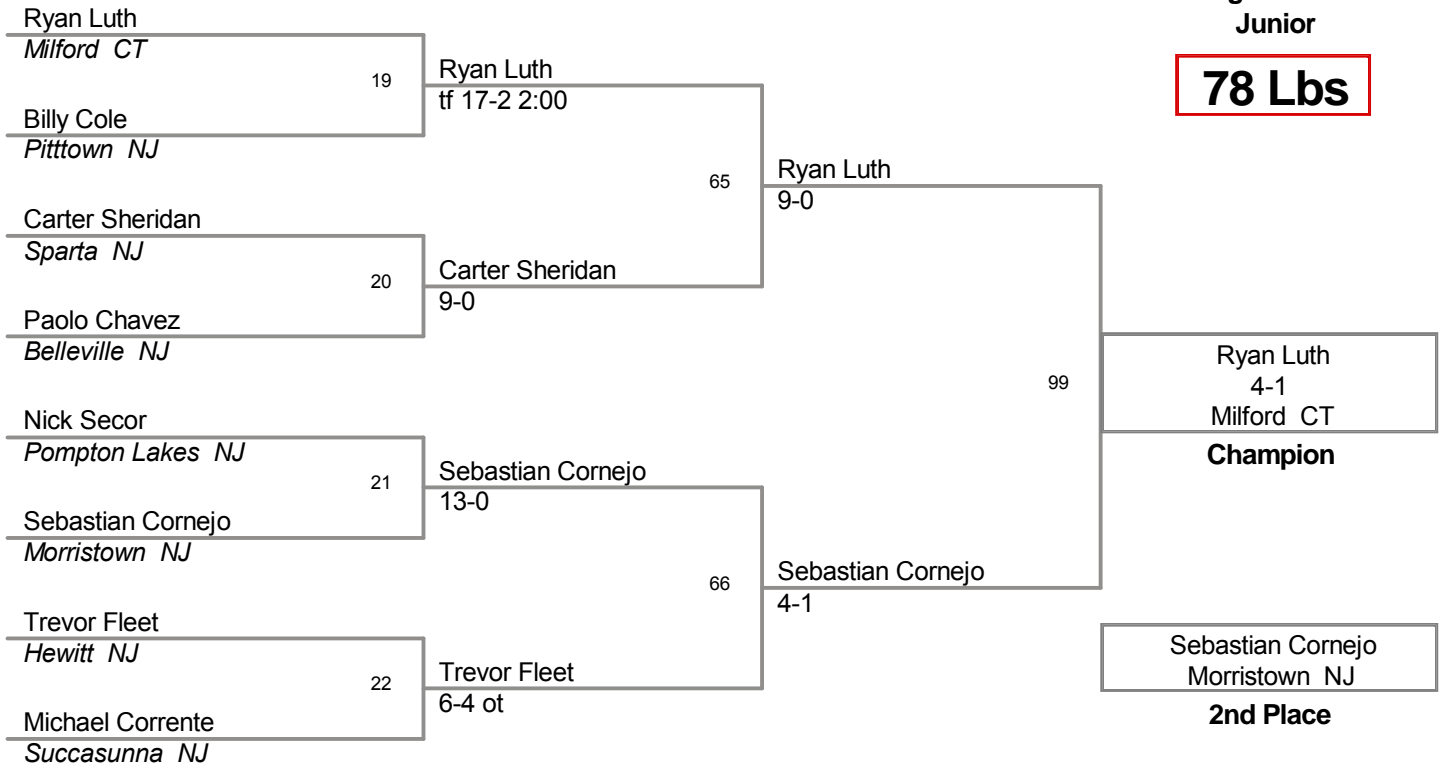 Junior
78 Lbs
Ryan Luth
Milford CT
19
Billy Cole
Pitttown NJ
Ryan Luth
tf 17-2 2:00
Carter Sheridan
Sparta NJ
20
Paolo Chavez
Belleville NJ
Carter Sheridan
9-0
65
Ryan Luth
9-0
Nick Secor
Pompton Lakes NJ
21
Sebastian Cornejo
Morristown NJ
Sebastian Cornejo
13-0
Trevor Fleet
Hewitt NJ
22
Michael Corrente
Succasunna NJ
Trevor Fleet
6-4 ot
66
Sebastian Cornejo
4-1
99
Ryan Luth
4-1
Milford CT
Champion
Sebastian Cornejo
Morristown NJ
2nd Place